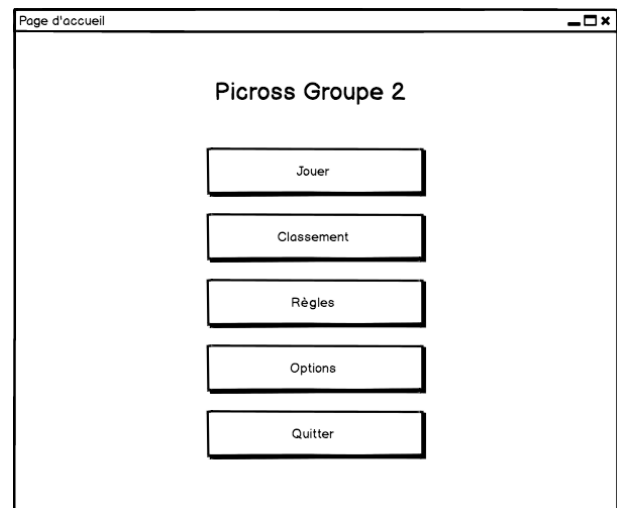 Page d'accueil
Picross Groupe 2
Jouer
Classement
Règles
Options
Quitter